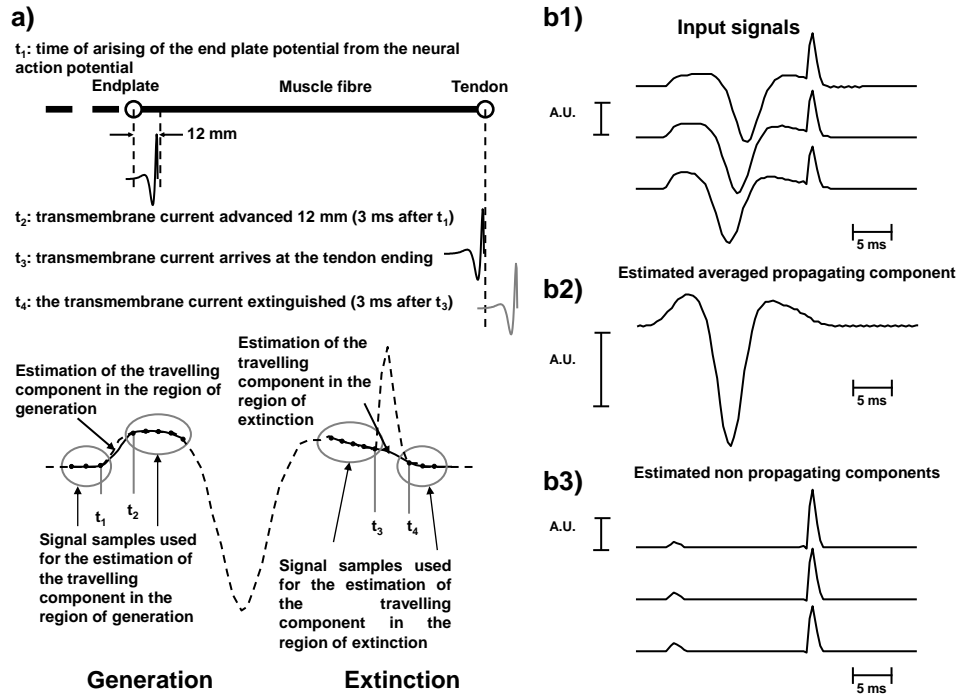 a)
t1: time of arising of the end plate potential from the neural
action potential
Endplate
Muscle fibre
Tendon
12 mm
t2: transmembrane current advanced 12 mm (3 ms after t1)
t3: transmembrane current arrives at the tendon ending
t4: the transmembrane current extinguished (3 ms after t3)
Estimation of the travelling
component in the region of
generation
Estimation of the
travelling
component in the
region of
extinction
t1
t2
t3
t4
Signal samples used
for the estimation of
the travelling
component in the
region of generation
Signal samples used
for the estimation of
the travelling
component in the
region of extinction
Generation
Extinction
b1)
Input signals
A.U.
5 ms
b2)
Estimated averaged propagating component
A.U.
5 ms
b3)
Estimated non propagating components
A.U.
5 ms